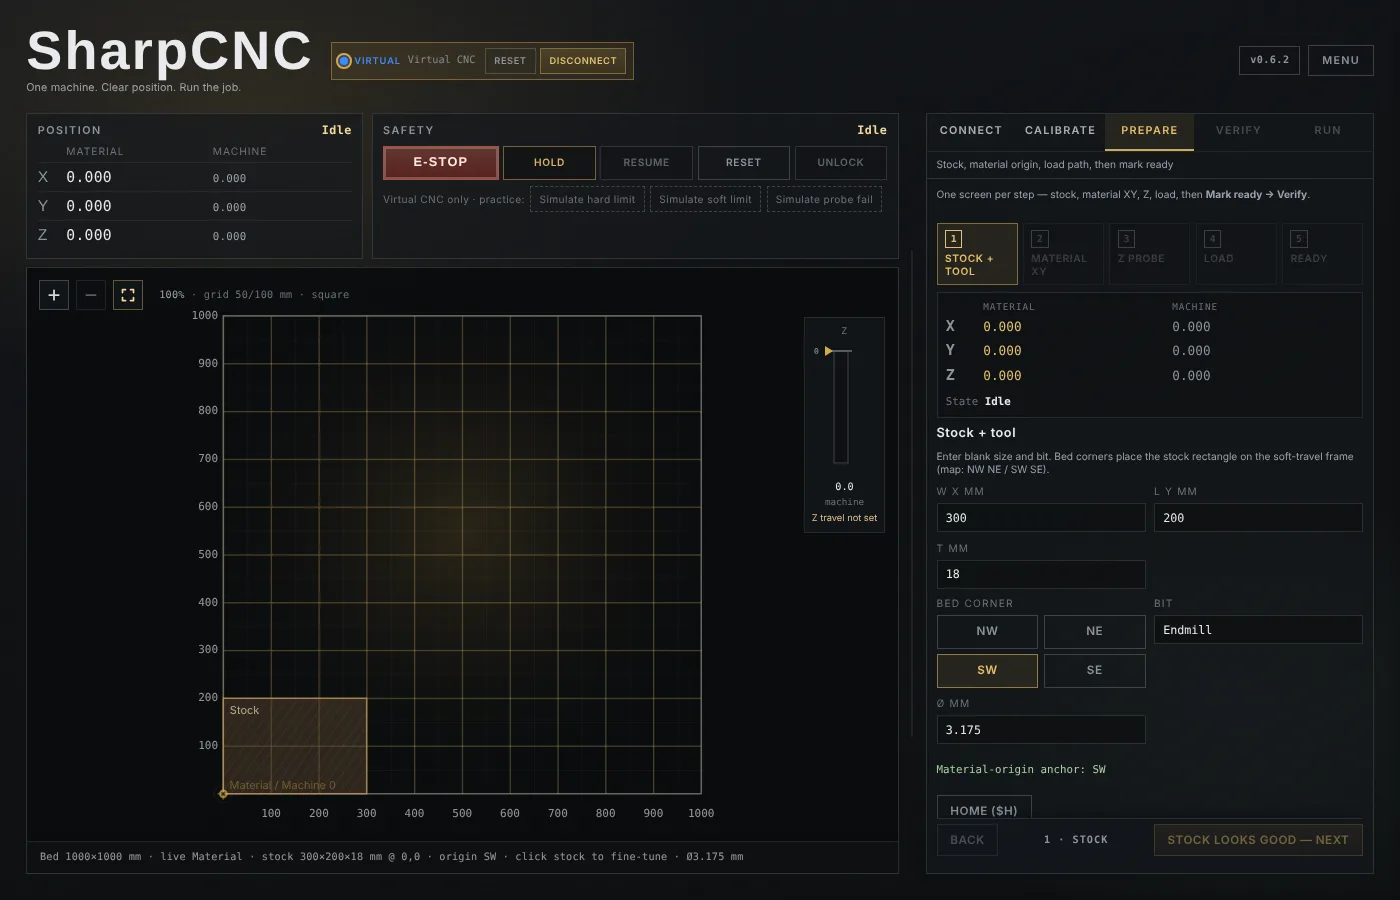 SharpCNC
One machine. Clear position. Run the job.
VIRTUAL Virtual CNC RESET DISCONNECT
v0.6.2 MENU
POSITION Idle
MATERIAL MACHINE
X 0.000 0.000
Y 0.000 0.000
Z 0.000 0.000
SAFETY Idle
E-STOP HOLD RESUME RESET UNLOCK
Virtual CNC only · practice: Simulate hard limit Simulate soft limit Simulate probe fail
+ − 100% · grid 50/100 mm · square
1000
900
800
700
600
500
400
300
200
100
Stock
Material / Machine 0
100 200 300 400 500 600 700 800 900 1000
Z
0
0.0
machine
Z travel not set
Bed 1000×1000 mm · live Material · stock 300×200×18 mm @ 0,0 · origin SW · click stock to fine-tune · Ø3.175 mm
CONNECT CALIBRATE PREPARE VERIFY RUN
Stock, material origin, load path, then mark ready
One screen per step — stock, material XY, Z, load, then Mark ready → Verify.
1 STOCK + TOOL
2 MATERIAL XY
3 Z PROBE
4 LOAD
5 READY
MATERIAL MACHINE
X 0.000 0.000
Y 0.000 0.000
Z 0.000 0.000
State Idle
Stock + tool
Enter blank size and bit. Bed corners place the stock rectangle on the soft-travel frame
(map: NW NE / SW SE).
W X MM L Y MM
300 200
T MM
18
BED CORNER BIT
NW NE Endmill
SW SE
Ø MM
3.175
Material-origin anchor: SW
HOME ($H)
BACK 1 · STOCK STOCK LOOKS GOOD — NEXT